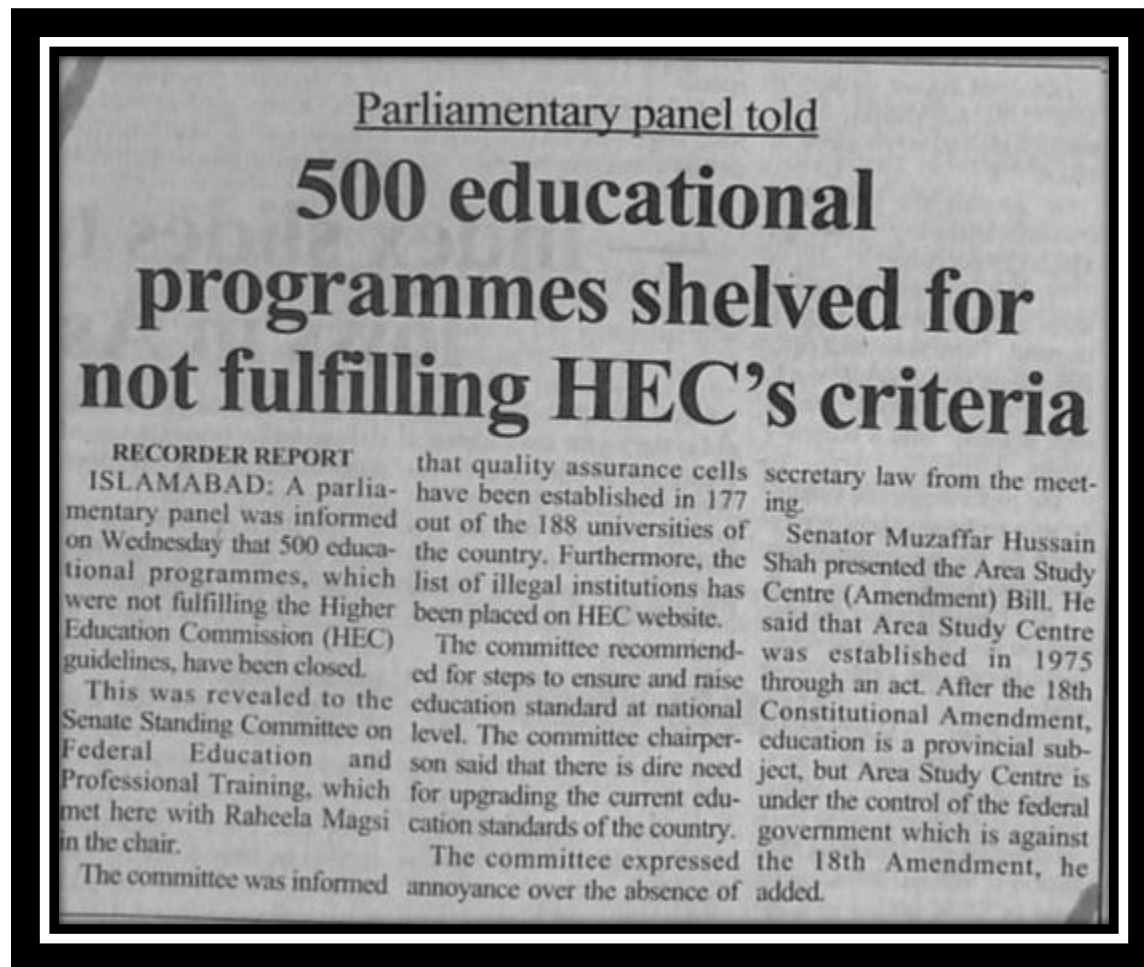 Parliamentary panel told
500 educational
programmes shelved for
not fulfilling HEC's criteria
RECORDER REPORT
ISLAMABAD: A parlia-
mentary panel was informed
on Wednesday that 500 educa-
tional programmes, which
were not fulfilling the Higher
Education Commission (HEC)
guidelines, have been closed.
This was revealed to the
Senate Standing Committee on
Federal Education and
Professional Training, which
met here with Raheela Magsi
in the chair.
The committee was informed
that quality assurance cells
have been established in 177
out of the 188 universities of
the country. Furthermore, the
list of illegal institutions has
been placed on HEC website.
The committee recommend-
ed for steps to ensure and raise
education standard at national
level. The committee chairper-
son said that there is dire need
for upgrading the current edu-
cation standards of the country.
The committee expressed
annoyance over the absence of
secretary law from the meet-
ing.
Senator Muzaffar Hussain
Shah presented the Area Study
Centre (Amendment) Bill. He
said that Area Study Centre
was established in 1975
through an act. After the 18th
Constitutional Amendment,
education is a provincial sub-
ject, but Area Study Centre is
under the control of the federal
government which is against
the 18th Amendment, he
added.